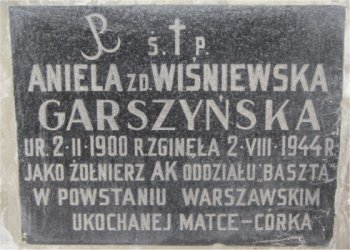 Ś. † P.
ANIELA ZD. WIŚNIEWSKA
GARSZYŃSKA
UR. 2·II·1900 R. ZGINĘŁA 2·VIII·1944 R.
JAKO ŻOŁNIERZ AK ODDZIAŁU „BASZTA
W POWSTANIU WARSZAWSKIM
UKOCHANEJ MATCE-CÓRKA